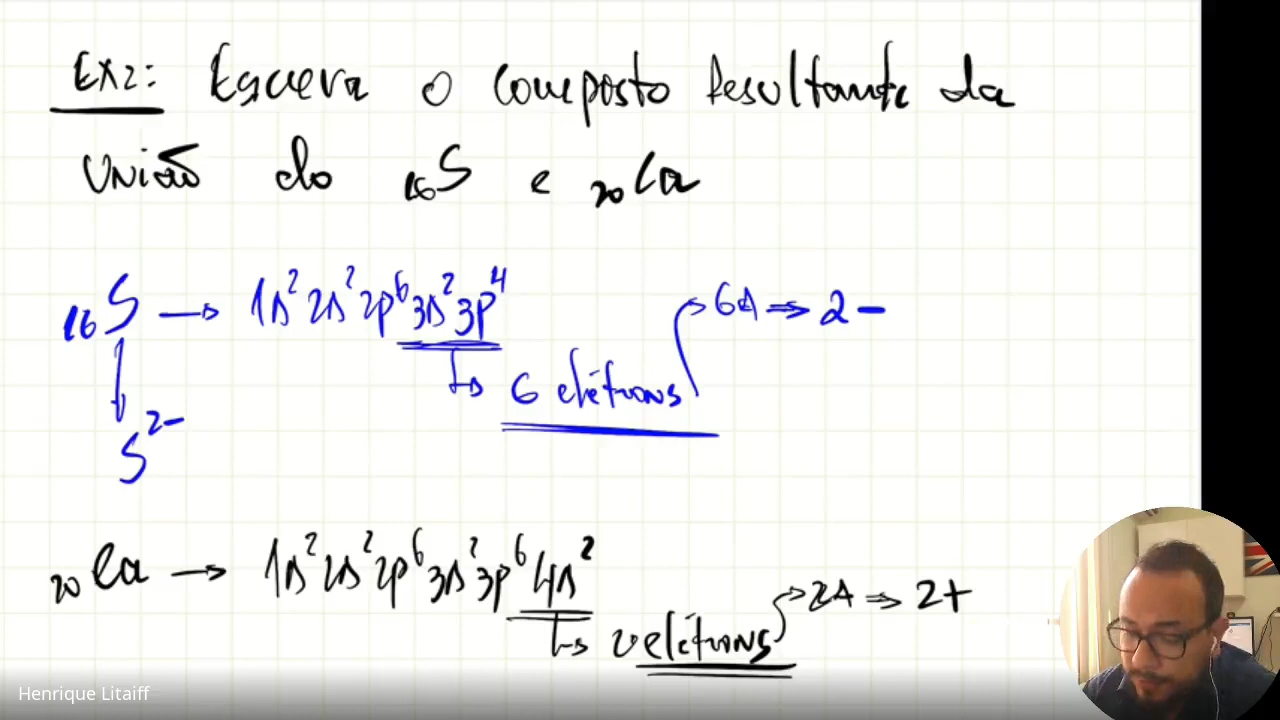 Ex2: Escreva o composto resultante da
união do ₁₆S e ₂₀Ca
₁₆S → 1s² 2s² 2p⁶ 3s² 3p⁴
↳ 6 elétrons
6A ⇒ 2-
S²⁻
₂₀Ca → 1s² 2s² 2p⁶ 3s² 3p⁶ 4s²
↳ 2 elétrons
2A ⇒ 2+
Henrique Litaiff